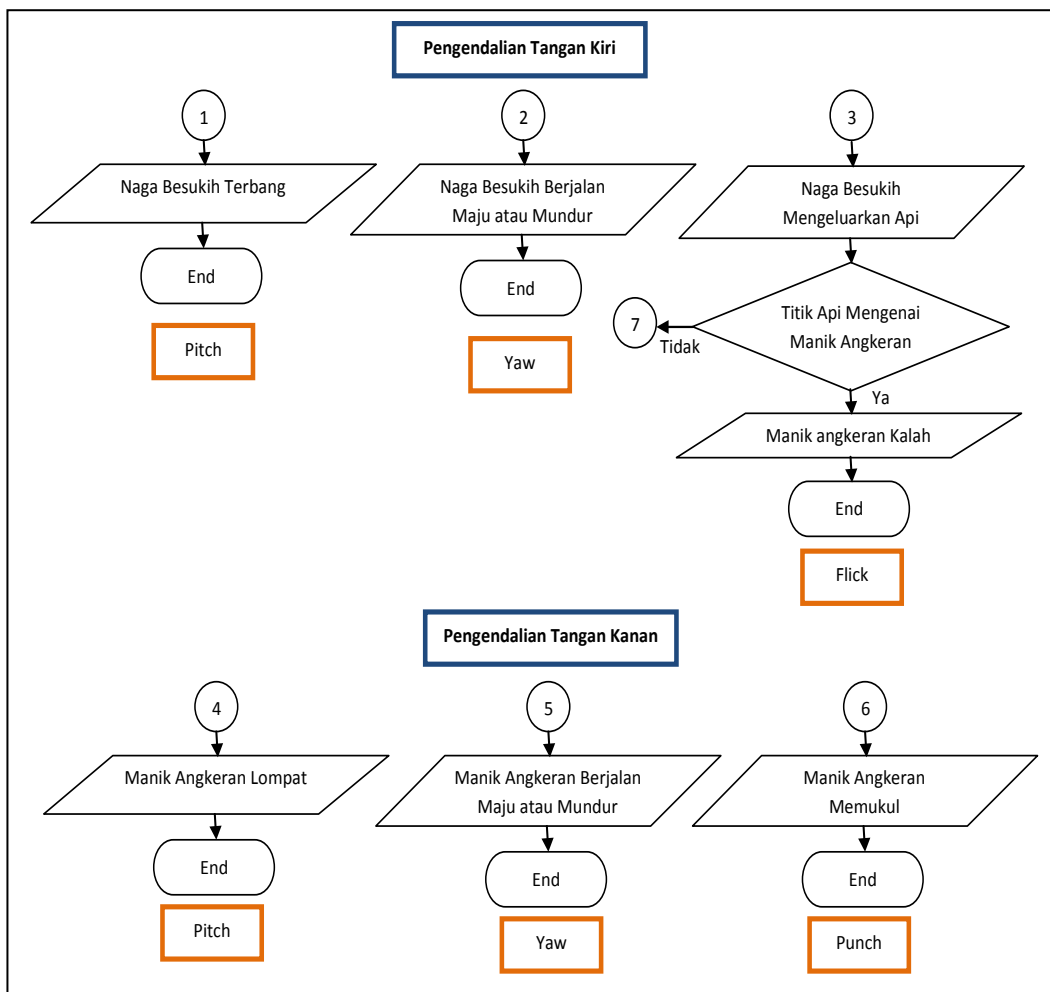 Pengendalian Tangan Kiri
1
2
3
Naga Besukih Terbang
Naga Besukih Berjalan
Maju atau Mundur
Naga Besukih
Mengeluarkan Api
End
End
Titik Api Mengenai
Manik Angkeran
7
Tidak
Ya
Pitch
Yaw
Manik angkeran Kalah
End
Flick
Pengendalian Tangan Kanan
4
5
6
Manik Angkeran Lompat
Manik Angkeran Berjalan
Maju atau Mundur
Manik Angkeran
Memukul
End
End
End
Pitch
Yaw
Punch